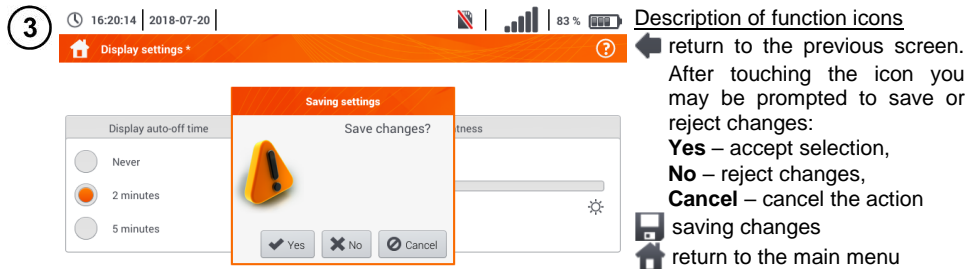 3
16:20:14 2018-07-20 83 %
Display settings *
?
Saving settings
Save changes?
Display auto-off time
tness
Never
2 minutes
5 minutes
Yes No Cancel
Description of function icons
return to the previous screen.
After touching the icon you
may be prompted to save or
reject changes:
Yes – accept selection,
No – reject changes,
Cancel – cancel the action
saving changes
return to the main menu